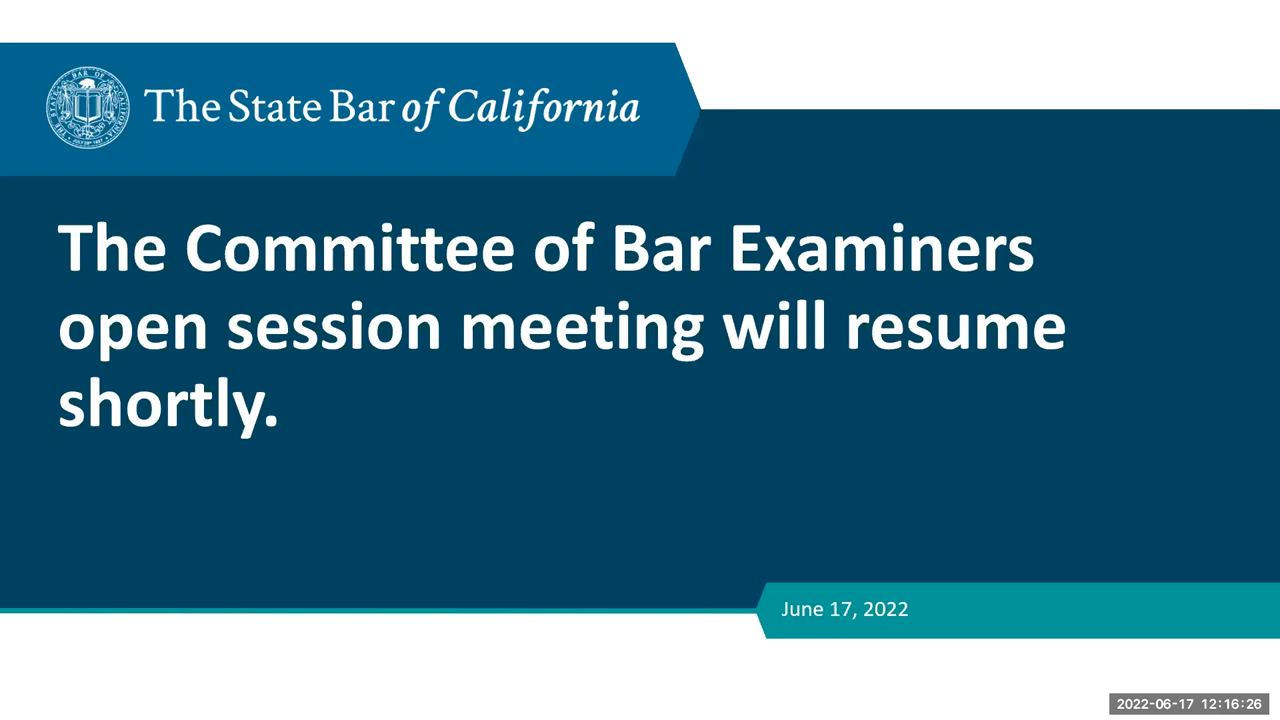 The State Bar of California
The Committee of Bar Examiners
open session meeting will resume
shortly.
June 17, 2022
2022-06-17 12:16:26